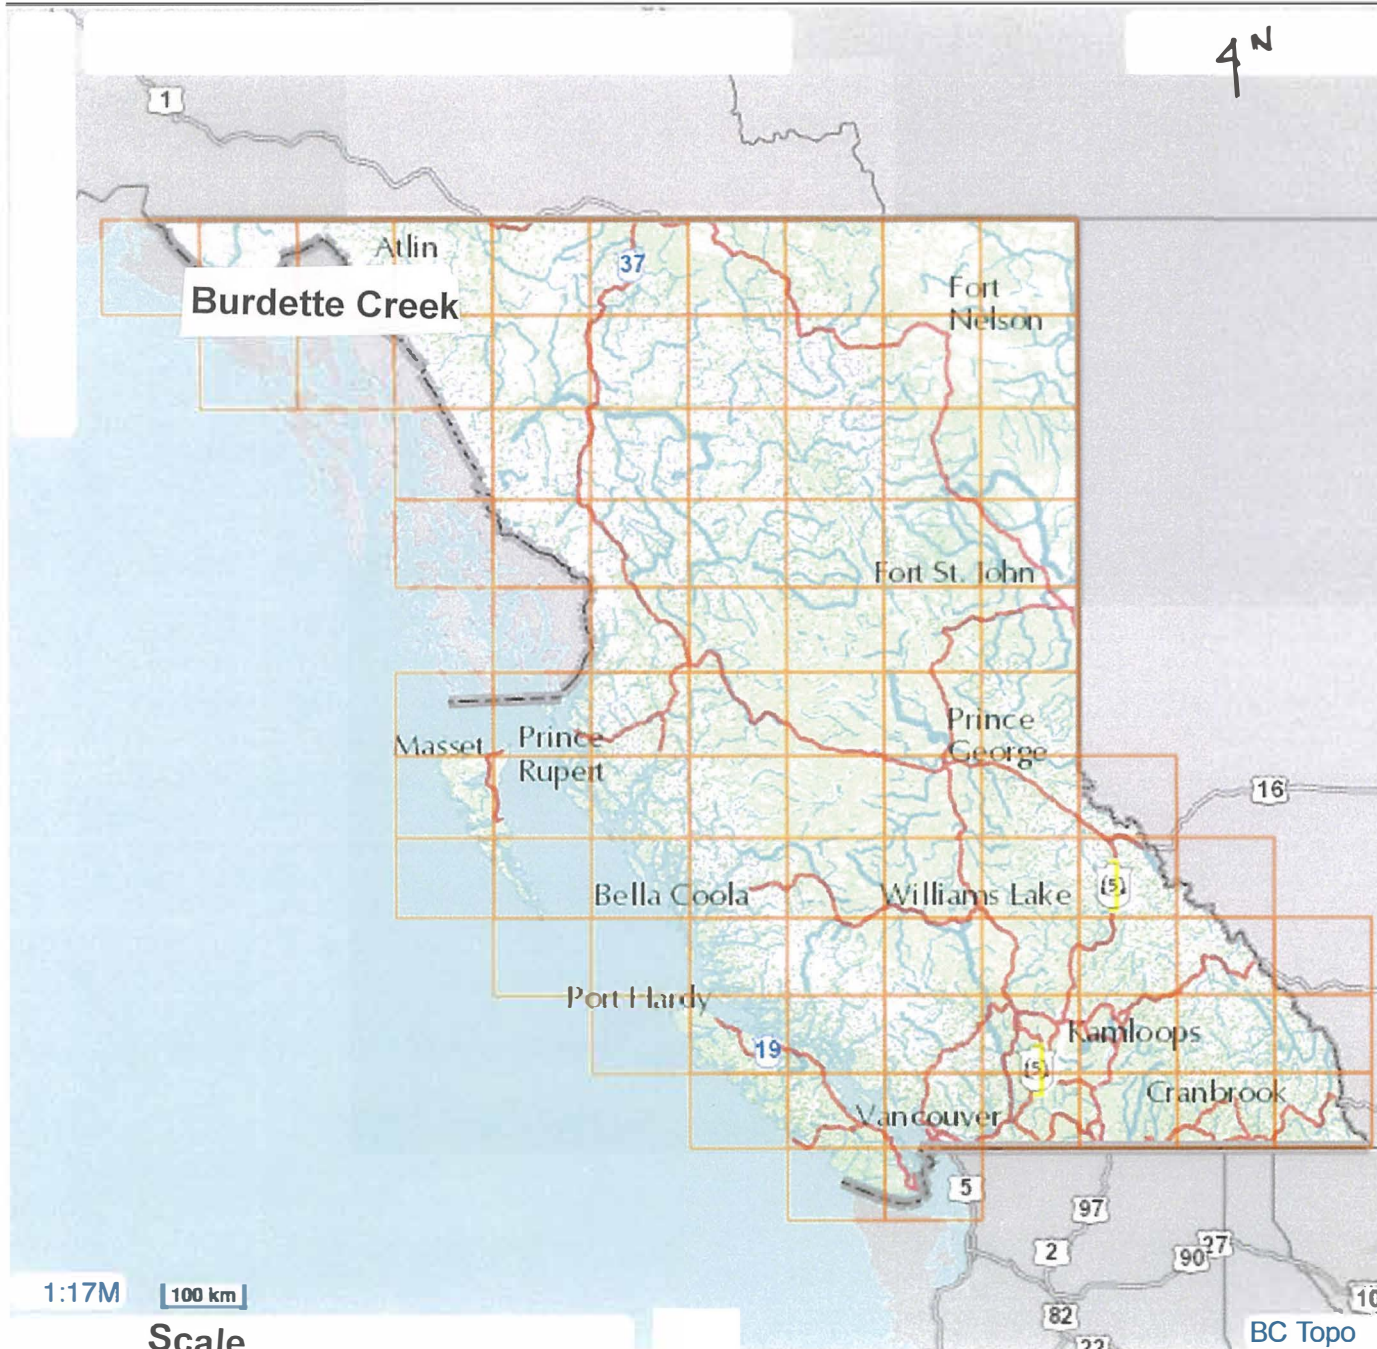 N
1
Atlin
37
Burdette Creek
Fort
Nelson
Fort St. John
Prince
George
Masset
Prince
Rupert
16
Bella Coola
Williams Lake
(5)
Port Hardy
Kamloops
19
(5)
Cranbrook
Vancouver
5
97
2
90
27
1:17M
100 km
10
82
Scale
BC Topo
22